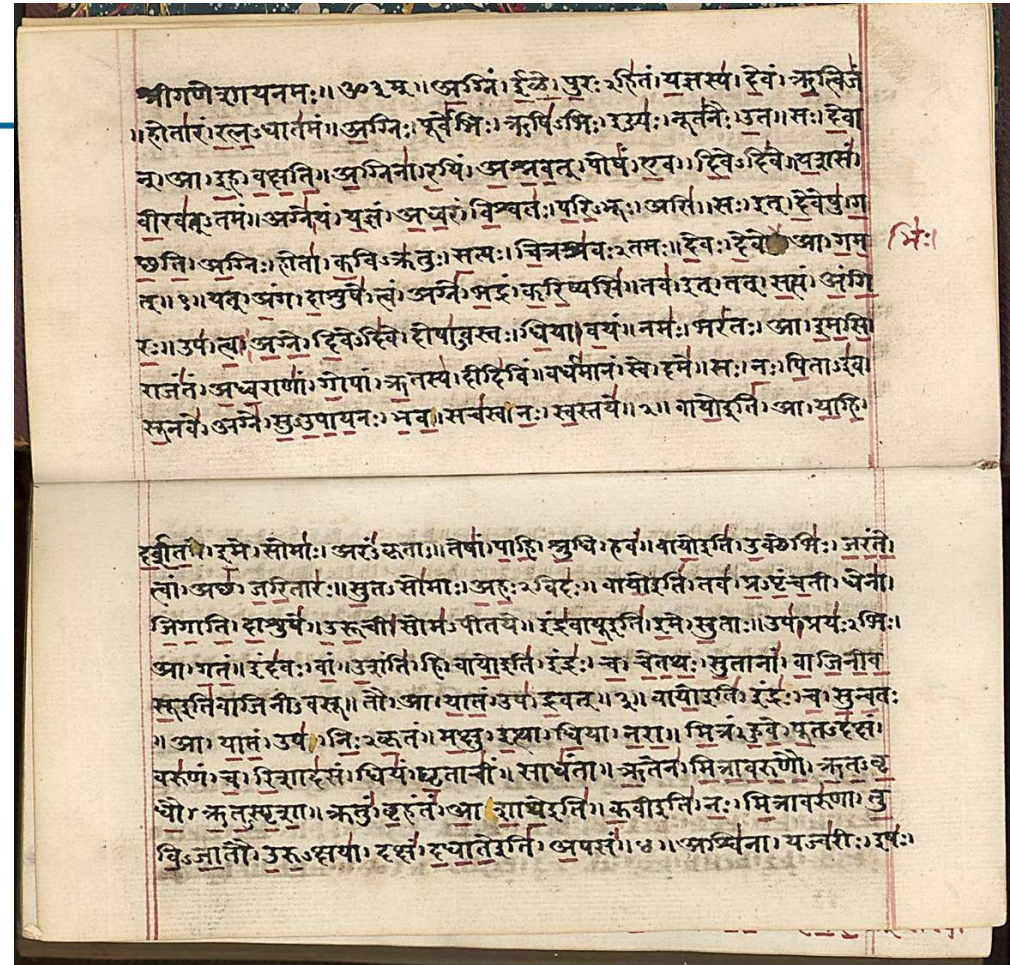 श्रीगणेशायनमः॥ॐ३म्॥अग्निं।ईळे।पुरःऽहितं।यज्ञस्य।देवं।ऋत्विजं
॥होतारं।रत्नऽधातमं॥अग्निः।पूर्वेभिः।ऋषिऽभिः।ईड्यः।नूतनैः।उत॥सः।देवा
न्।आ।इह।वक्षति॥अग्निना।रयिं।अश्नवत्।पोषं।एव।दिवेऽदिवे॥यशसं।
वीरवत्ऽतमं॥अग्ने।यं।यज्ञं।अध्वरं।विश्वतः।परिऽभूः।असि॥सः।इत्।देवेषु।ग
छति।अग्निः।होता।कविऽक्रतुः।सत्यः।चित्रश्रवःऽतमः॥देवः।देवे आ।गम
भिः।
त्॥१॥यत्।अंग।दाशुषे।त्वं।अग्ने।भद्रं।करिष्यसि॥तव।इत्।तत्।सत्यं।अंगि
रः॥उप।त्वा।अग्ने।दिवेऽदिवे।दोषाऽवस्तः।धिया।वयं॥नमः।भरंतः।आ।इमसि
राजंतं।अध्वराणां।गोपां।ऋतस्य।दीदिविं॥वर्धमानं।स्वे।दमे॥सः।नः।पिताऽइव।
सूनवे।अग्ने।सुऽउपायनः।भव॥सचस्व।नः।स्वस्तये॥२॥वायोइति।आ।याहि।
दर्शत।इमे।सोमाः।अरंऽकृताः॥तेषां।पाहि।श्रुधि।हवं॥वायोइति।उक्थेभिः।जरंते।
त्वां।अछ।जरितारः॥सुतऽसोमाः।अहःऽविदः॥वायोइति।तव।प्रऽपृंचती।धेना।
जिगाति।दाशुषे।उरूची।सोमऽपीतये॥इंद्रवायूइति।इमे।सुताः॥उप।प्रयःऽभिः।
आ।गतं॥इंदवः।वां।उशंति।हि।वायोइति।इंद्रः।च।चेतथः।सुतानां।वाजिनीव
सूइतिवाजिनीऽवसू॥तौ।आ।यातं।उप।द्रवत्॥३॥वायोइति।इंद्रः।च।सुन्वतः
।आ।यातं।उप।निःऽकृतं॥मक्षु।इत्था।धिया।नरा॥मित्रं।हुवे।पूतऽदक्षं।
वरुणं।च।रिशादसं।धियं।घृताचीं॥साधंता॥ऋतेन।मित्रावरुणौ।ऋतऽवृ
धौ।ऋतऽस्पृशा॥क्रतुं।बृहंतं।आशाथेइति॥कवीइति।नः।मित्रावरुणा।तु
विऽजातौ।उरुऽक्षया।दक्षं।दधातेइति।अपसं॥४॥अश्विना।यज्वरीः।इषः।